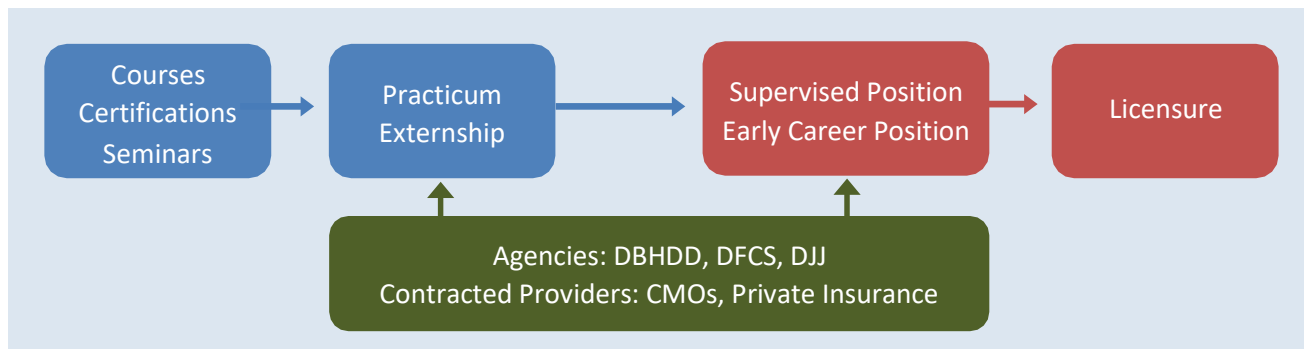 Courses
Certifications
Seminars
Practicum
Externship
Supervised Position
Early Career Position
Licensure
Agencies: DBHDD, DFCS, DJJ
Contracted Providers: CMOs, Private Insurance